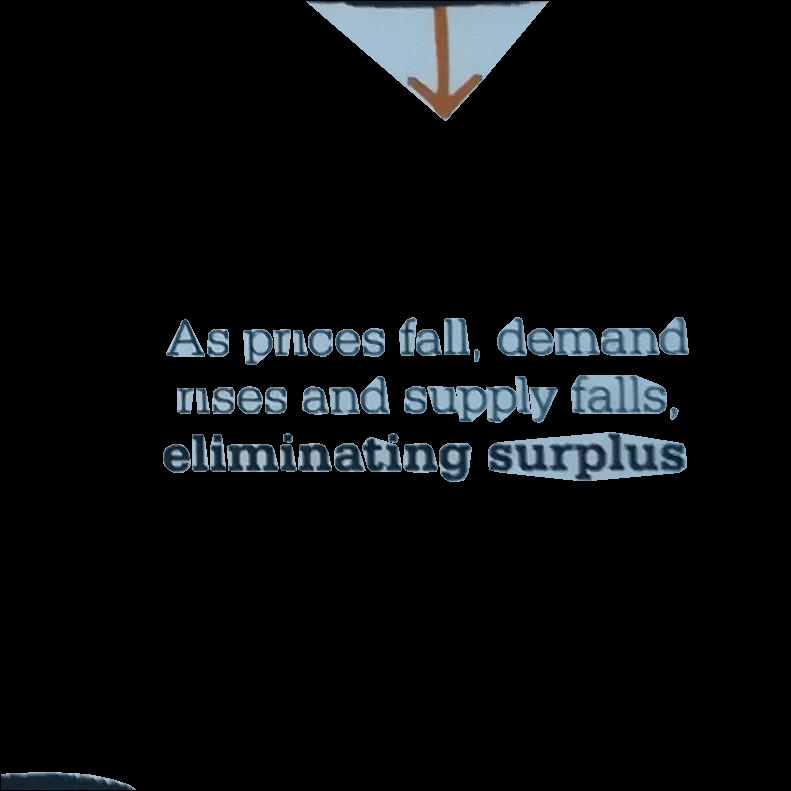 As prices fall, demand
rises and supply falls,
eliminating surplus